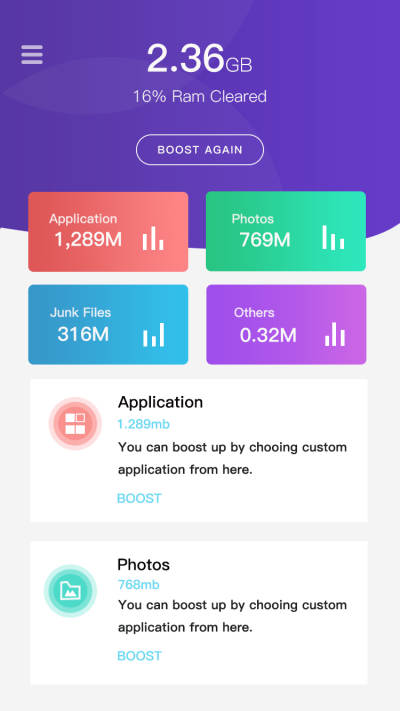 2.36GB
16% Ram Cleared
BOOST AGAIN
Application
1,289M
Photos
769M
Junk Files
316M
Others
0.32M
Application
1.289mb
You can boost up by chooing custom
application from here.
BOOST
Photos
768mb
You can boost up by chooing custom
application from here.
BOOST